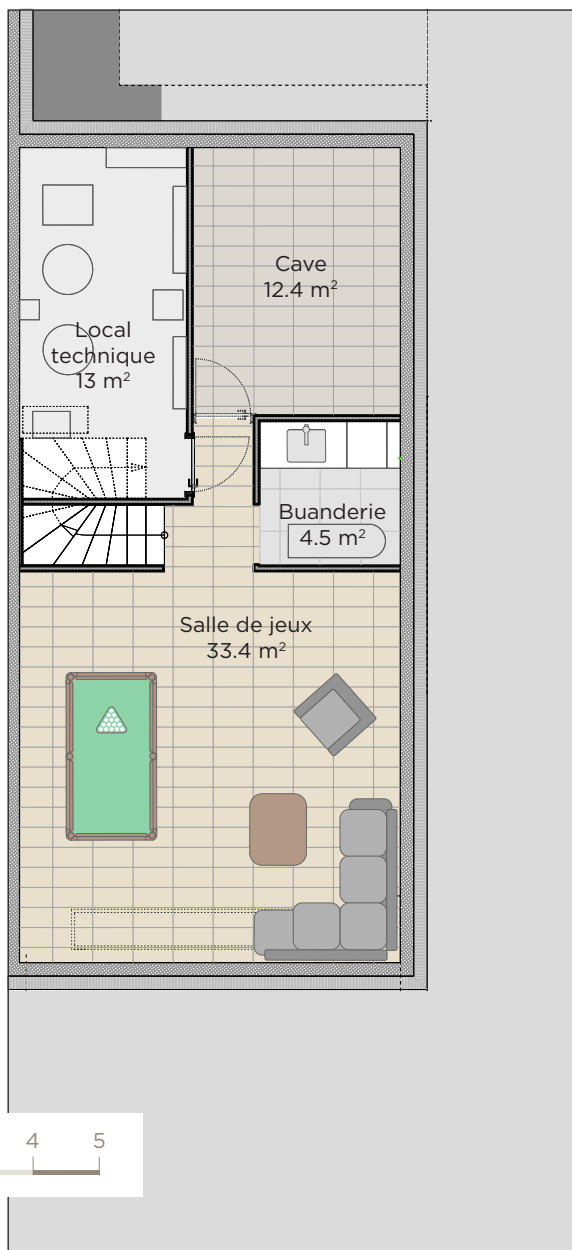 Cave
12.4 m²
Local
technique
13 m²
Buanderie
4.5 m²
Salle de jeux
33.4 m²
4 5